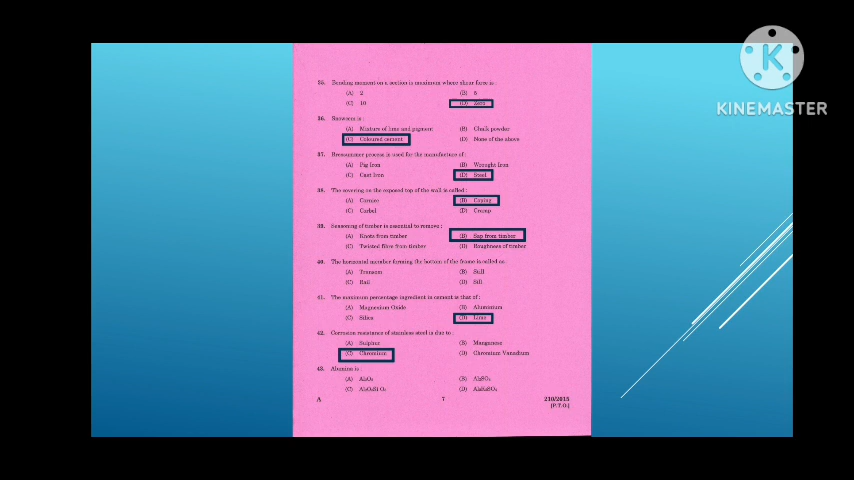 KINEMASTER
35. Bending moment on a section is maximum where shear force is :
(A) 2 (B) 8
(C) 10 (D) Zero
36. Snowcem is :
(A) Mixture of lime and pigment (B) Chalk powder
(C) Coloured cement (D) None of the above
37. Bressummer process is used for the manufacture of :
(A) Pig Iron (B) Wrought Iron
(C) Cast Iron (D) Steel
38. The covering on the exposed top of the wall is called :
(A) Cornice (B) Coping
(C) Corbel (D) Cramp
39. Seasoning of timber is essential to remove :
(A) Knots from timber (B) Sap from timber
(C) Twisted fibre from timber (D) Roughness of timber
40. The horizontal member forming the bottom of the frame is called as
(A) Transom (B) Still
(C) Rail (D) Sift
41. The maximum percentage ingredient in cement is that of :
(A) Magnesium Oxide (B) Aluminium
(C) Silica (D) Lime
42. Corrosion resistance of stainless steel is due to :
(A) Sulphur (B) Manganese
(C) Chromium (D) Chromium Vanadium
43. Alumina is :
(A) Al₂O₃ (B)
(C) (D)
A 7 210/2015
[P.T.O.]